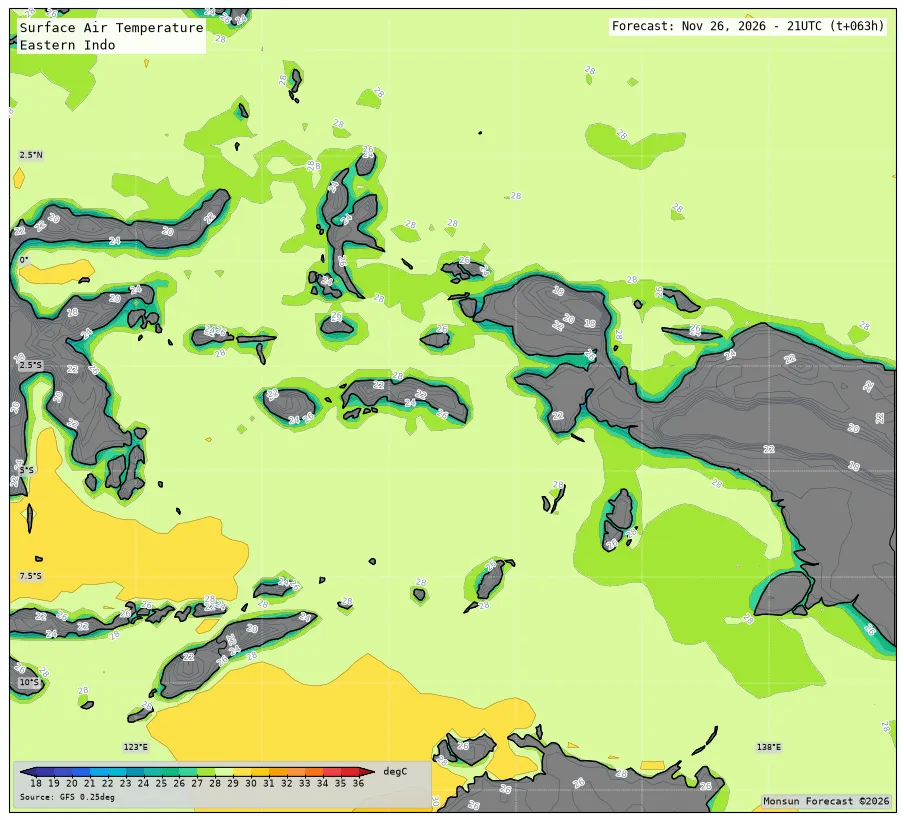 Surface Air Temperature
Eastern Indo
Forecast: Nov 26, 2026 - 21UTC (t+063h)
2.5°N
0°
2.5°S
5°S
7.5°S
10°S
123°E
138°E
degC
18 19 20 21 22 23 24 25 26 27 28 29 30 31 32 33 34 35 36
Source: GFS 0.25deg
Monsun Forecast ©2026